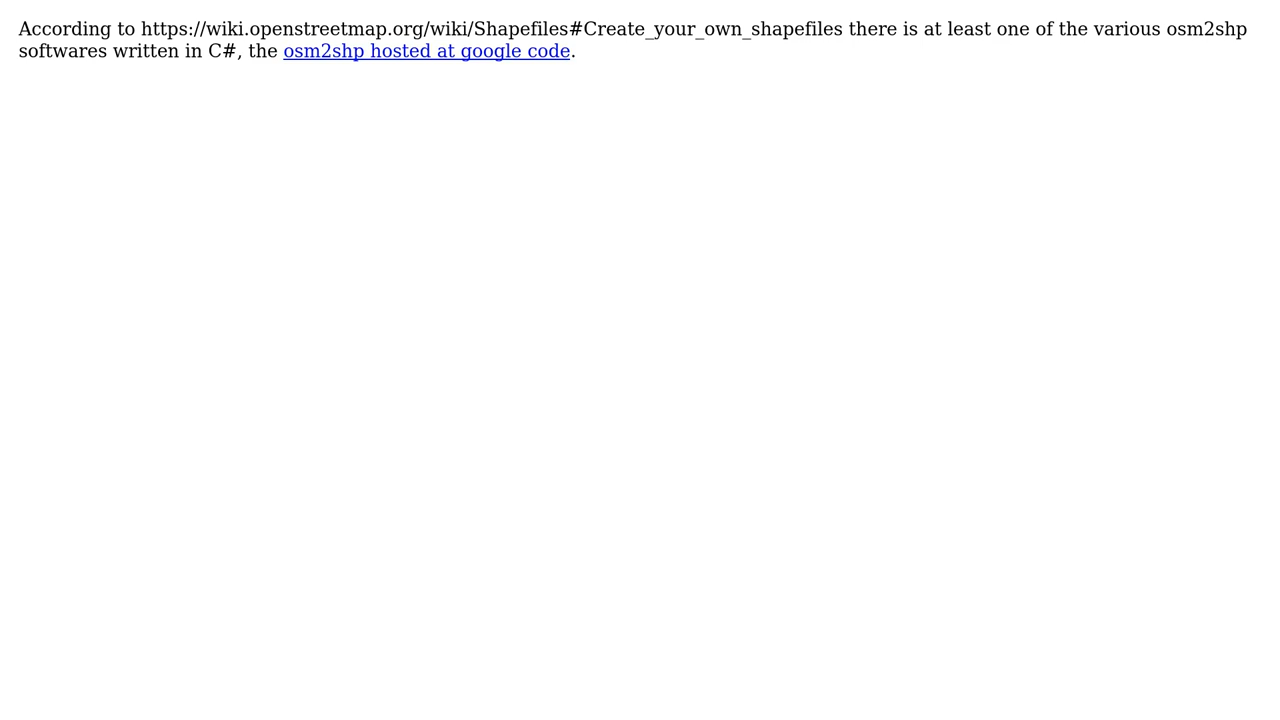 According to https://wiki.openstreetmap.org/wiki/Shapefiles#Create_your_own_shapefiles there is at least one of the various osm2shp
softwares written in C#, the osm2shp hosted at google code.